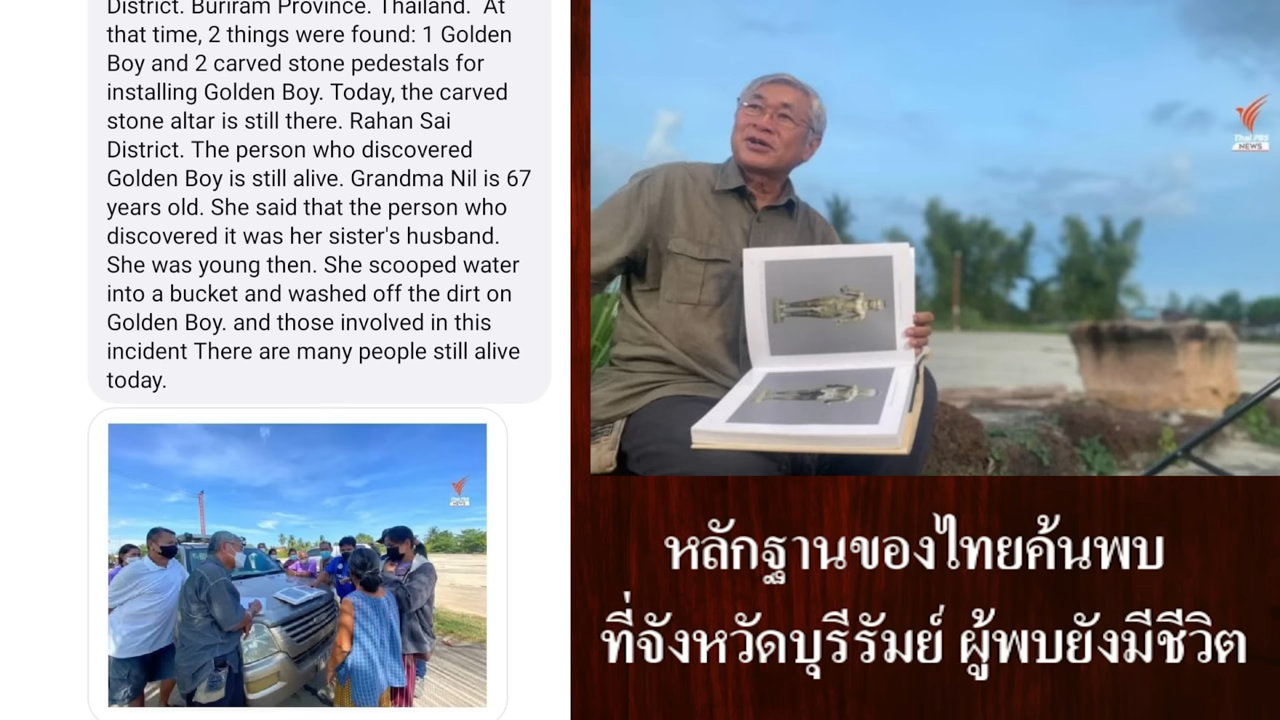 District. Buriram Province. Thailand. At
that time, 2 things were found: 1 Golden
Boy and 2 carved stone pedestals for
installing Golden Boy. Today, the carved
stone altar is still there. Rahan Sai
District. The person who discovered
Golden Boy is still alive. Grandma Nil is 67
years old. She said that the person who
discovered it was her sister's husband.
She was young then. She scooped water
into a bucket and washed off the dirt on
Golden Boy. and those involved in this
incident There are many people still alive
today.
Thai PBS
NEWS
Thai PBS
NEWS
หลักฐานของไทยค้นพบ
ที่จังหวัดบุรีรัมย์ ผู้พบยังมีชีวิต